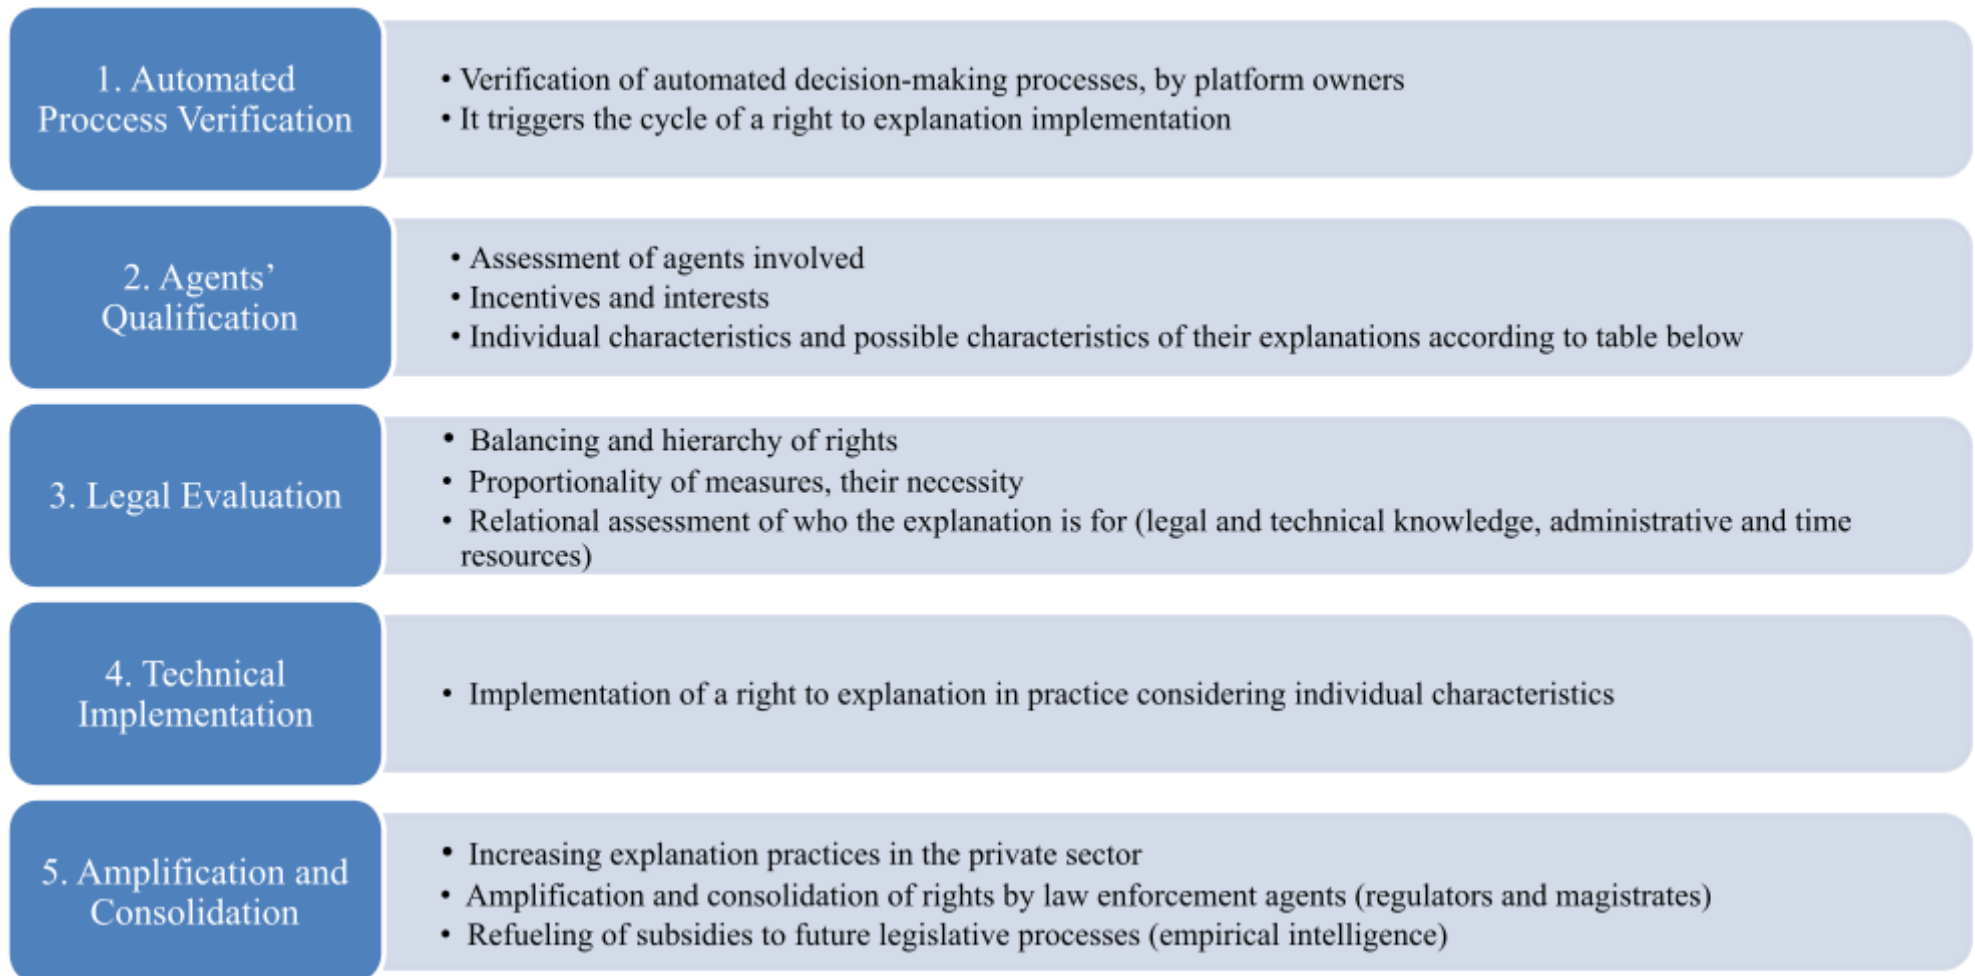 1. Automated
Proccess Verification
• Verification of automated decision-making processes, by platform owners
• It triggers the cycle of a right to explanation implementation
2. Agents’
Qualification
• Assessment of agents involved
• Incentives and interests
• Individual characteristics and possible characteristics of their explanations according to table below
3. Legal Evaluation
• Balancing and hierarchy of rights
• Proportionality of measures, their necessity
• Relational assessment of who the explanation is for (legal and technical knowledge, administrative and time
resources)
4. Technical
Implementation
• Implementation of a right to explanation in practice considering individual characteristics
5. Amplification and
Consolidation
• Increasing explanation practices in the private sector
• Amplification and consolidation of rights by law enforcement agents (regulators and magistrates)
• Refueling of subsidies to future legislative processes (empirical intelligence)